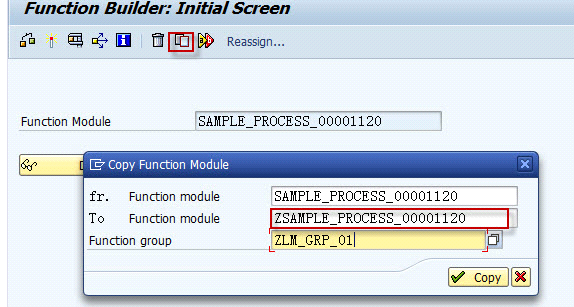 Function Builder: Initial Screen
Reassign...
Function Module SAMPLE_PROCESS_00001120
Copy Function Module
fr. Function module SAMPLE_PROCESS_00001120
To Function module ZSAMPLE_PROCESS_00001120
Function group ZLM_GRP_01
Copy